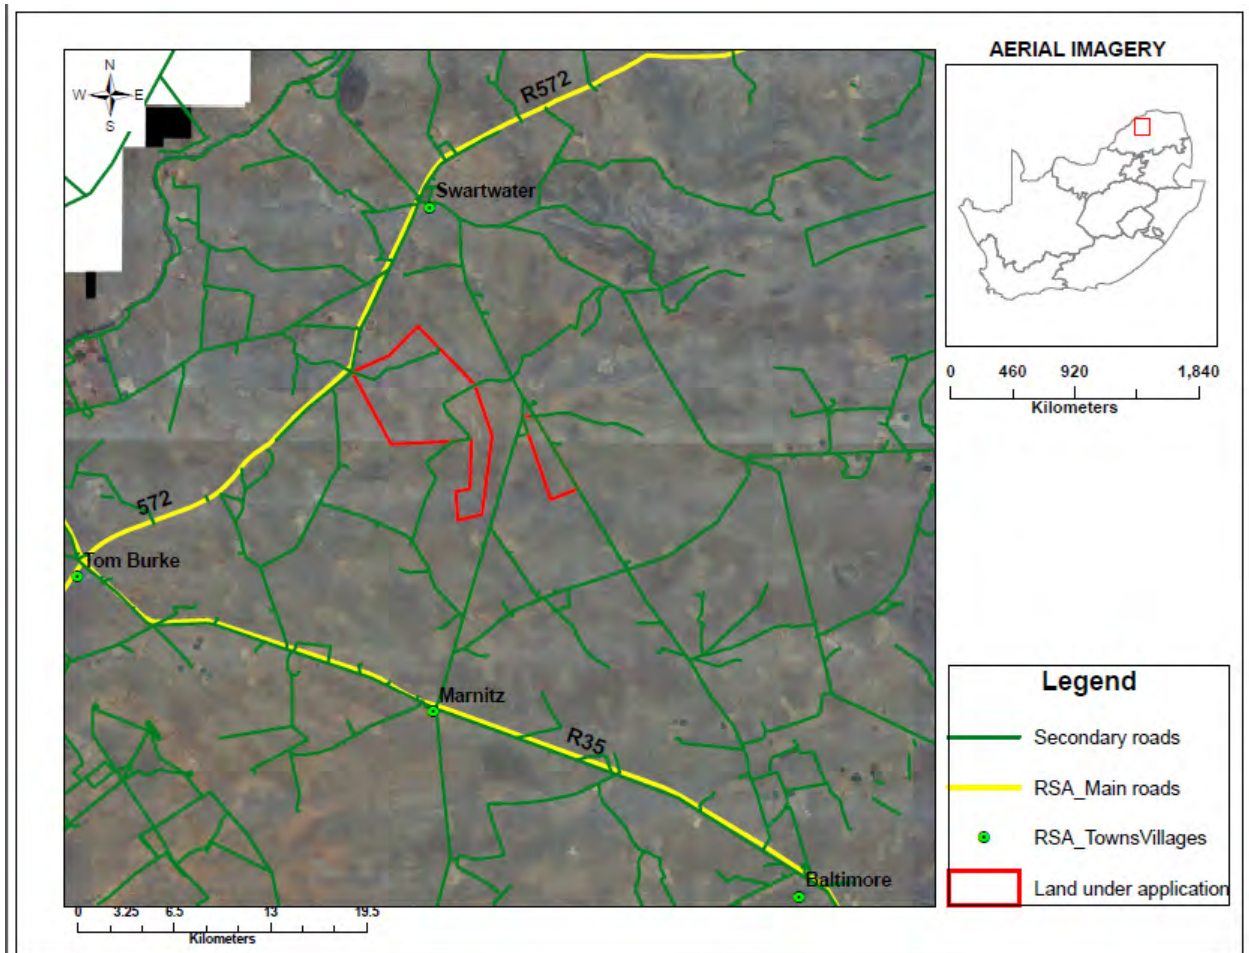 AERIAL IMAGERY
N
W E
S
R572
Swartwater
0 460 920 1,840
Kilometers
572
Tom Burke
Marnitz
R35
Baltimore
Legend
Secondary roads
RSA_Main roads
RSA_TownsVillages
Land under application
0 3.25 6.5 13 19.5
Kilometers